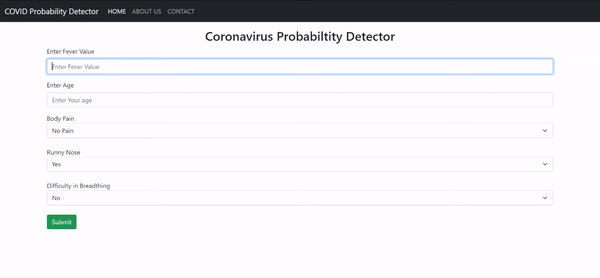 COVID Probability Detector HOME ABOUT US CONTACT
Coronavirus Probabiltity Detector
Enter Fever Value
Enter Fever Value
Enter Age
Enter Your age
Body Pain
No Pain
Runny Nose
Yes
Difficulty in Breadthing
No
Submit